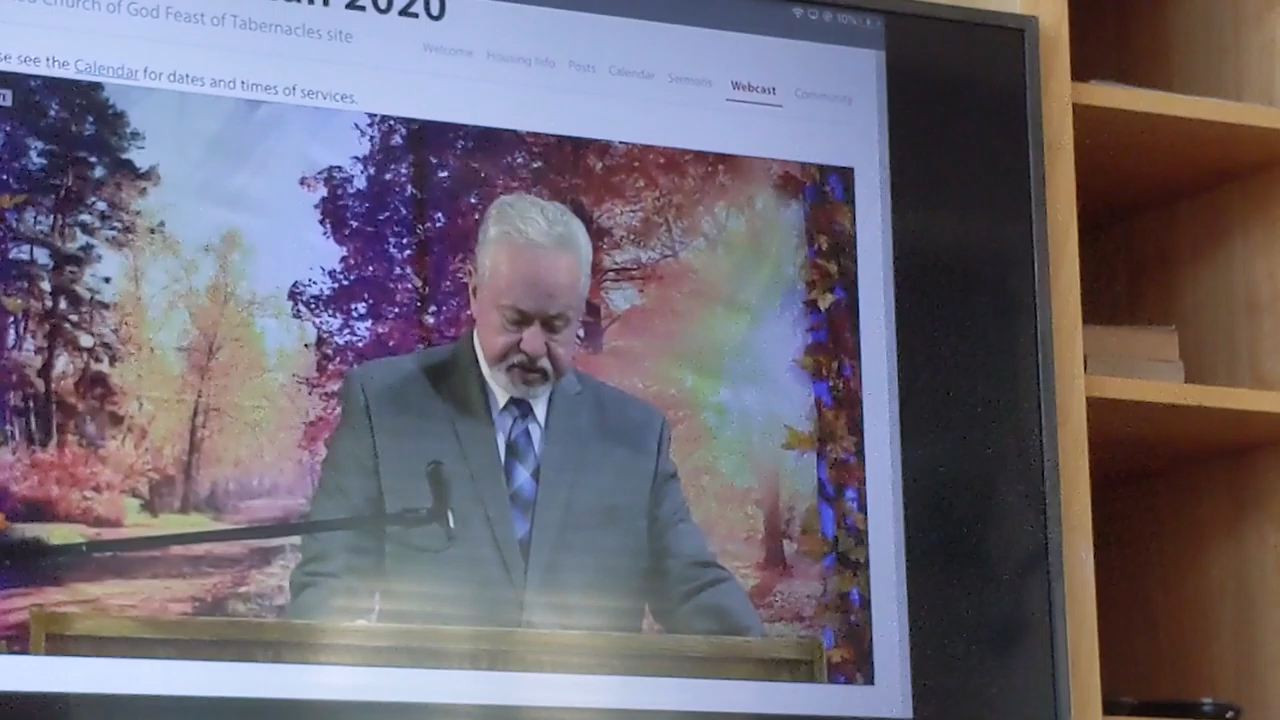 2020
Church of God Feast of Tabernacles site
10%
Welcome Housing Info Posts Calendar Sermons Webcast Community
see the Calendar for dates and times of services.